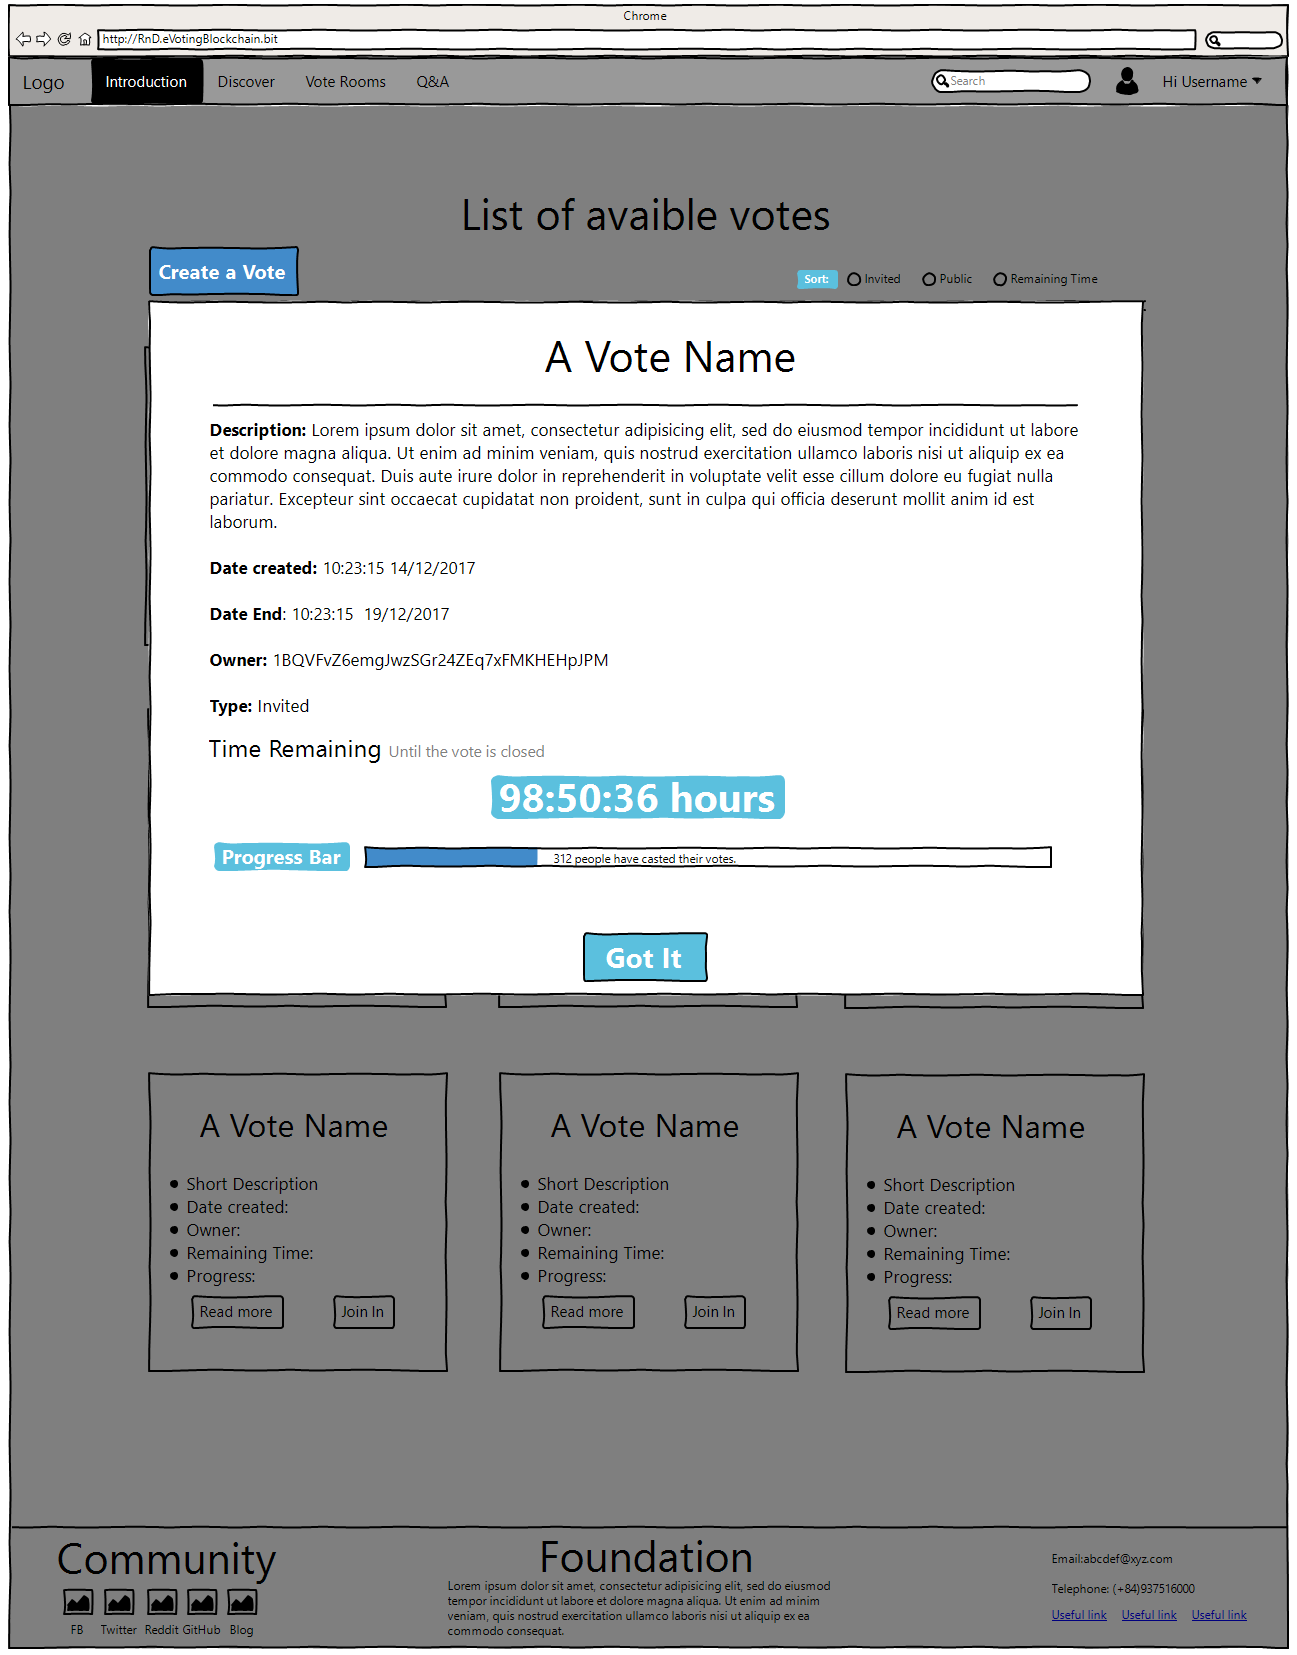 Chrome
http://RnD.eVotingBlockchain.bit
Logo Introduction Discover Vote Rooms Q&A Search Hi Username
List of avaible votes
Create a Vote
Sort: Invited Public Remaining Time
A Vote Name
Description: Lorem ipsum dolor sit amet, consectetur adipisicing elit, sed do eiusmod tempor incididunt ut labore
et dolore magna aliqua. Ut enim ad minim veniam, quis nostrud exercitation ullamco laboris nisi ut aliquip ex ea
commodo consequat. Duis aute irure dolor in reprehenderit in voluptate velit esse cillum dolore eu fugiat nulla
pariatur. Excepteur sint occaecat cupidatat non proident, sunt in culpa qui officia deserunt mollit anim id est
laborum.
Date created: 10:23:15 14/12/2017
Date End: 10:23:15  19/12/2017
Owner: 1BQVFvZ6emgJwzSGr24ZEq7xFMKHEHpJPM
Type: Invited
Time Remaining Until the vote is closed
98:50:36 hours
Progress Bar 312 people have casted their votes.
Got It
A Vote Name
Short Description
Date created:
Owner:
Remaining Time:
Progress:
Read more Join In
A Vote Name
Short Description
Date created:
Owner:
Remaining Time:
Progress:
Read more Join In
A Vote Name
Short Description
Date created:
Owner:
Remaining Time:
Progress:
Read more Join In
Community
FB Twitter Reddit GitHub Blog
Foundation
Lorem ipsum dolor sit amet, consectetur adipisicing elit, sed do eiusmod
tempor incididunt ut labore et dolore magna aliqua. Ut enim ad minim
veniam, quis nostrud exercitation ullamco laboris nisi ut aliquip ex ea
commodo consequat.
Email:abcdef@xyz.com
Telephone: (+84)937516000
Useful link Useful link Useful link